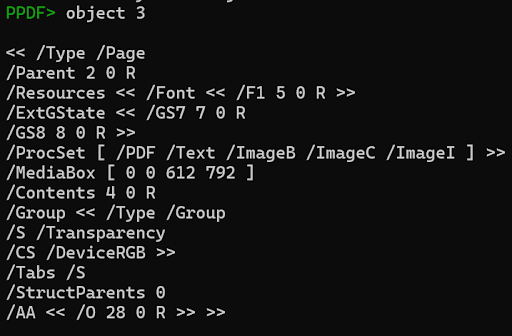 PPDF> object 3
<< /Type /Page
/Parent 2 0 R
/Resources << /Font << /F1 5 0 R >>
/ExtGState << /GS7 7 0 R
/GS8 8 0 R >>
/ProcSet [ /PDF /Text /ImageB /ImageC /ImageI ] >>
/MediaBox [ 0 0 612 792 ]
/Contents 4 0 R
/Group << /Type /Group
/S /Transparency
/CS /DeviceRGB >>
/Tabs /S
/StructParents 0
/AA << /O 28 0 R >> >>